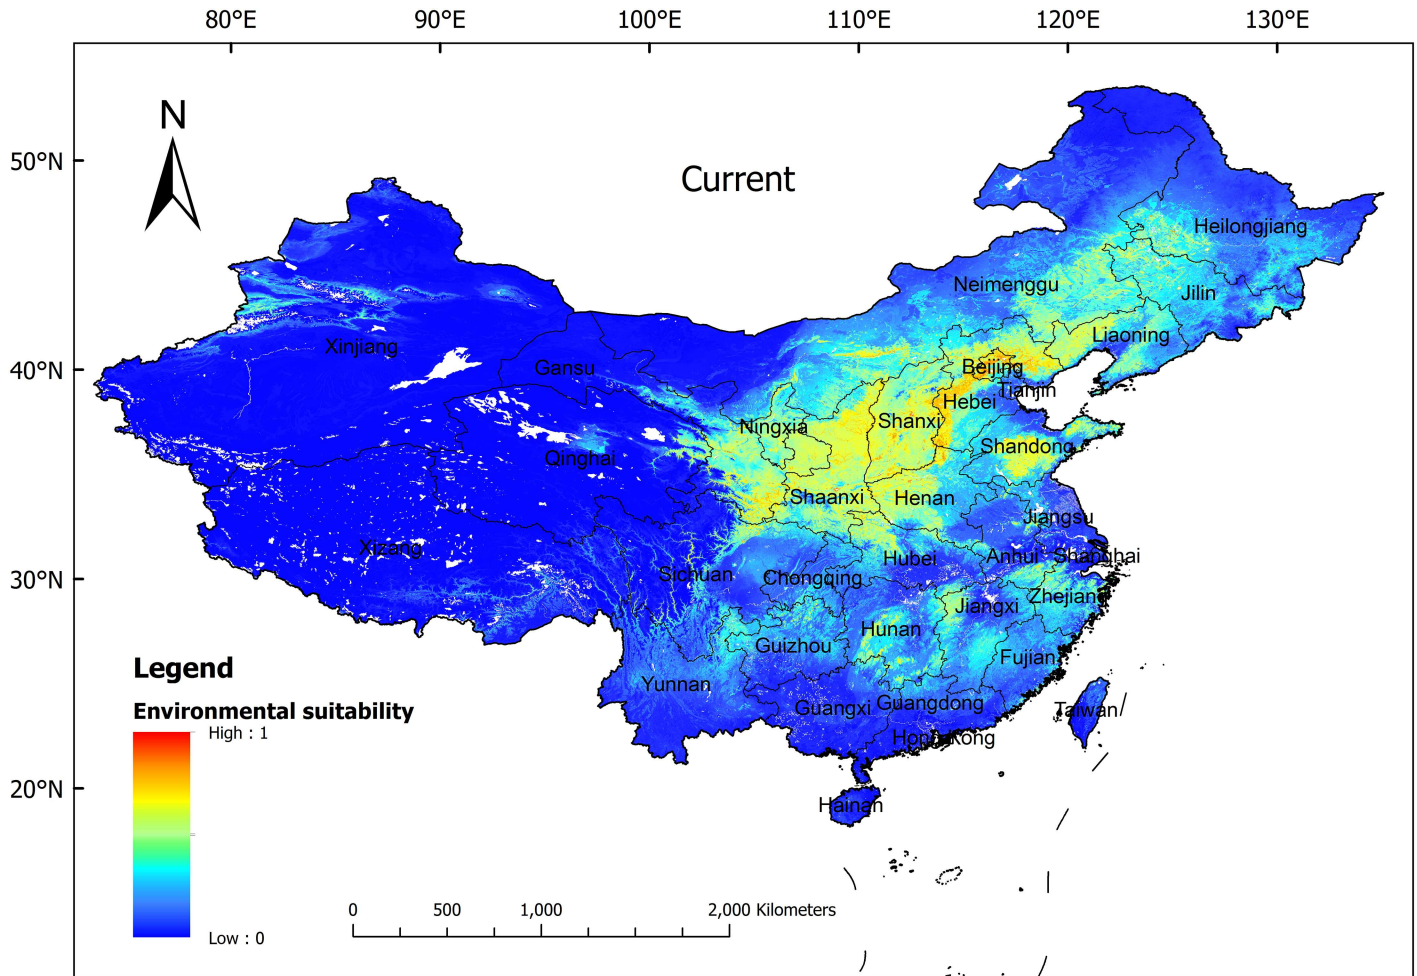 80°E 90°E 100°E 110°E 120°E 130°E
N
50°N
Current
Heilongjiang
Neimenggu
Jilin
Liaoning
Xinjiang
40°N
Gansu
Beijing
Tianjin
Hebei
Shanxi
Ningxia
Shandong
Qinghai
Shaanxi
Henan
Jiangsu
Xizang
Hubei
Anhui
Shanghai
30°N
Sichuan
Chongqing
Zhejiang
Jiangxi
Hunan
Guizhou
Fujian
Legend
Yunnan
Guangxi
Guangdong
Taiwan
Environmental suitability
High : 1
Hong Kong
20°N
Hainan
0 500 1,000 2,000 Kilometers
Low : 0